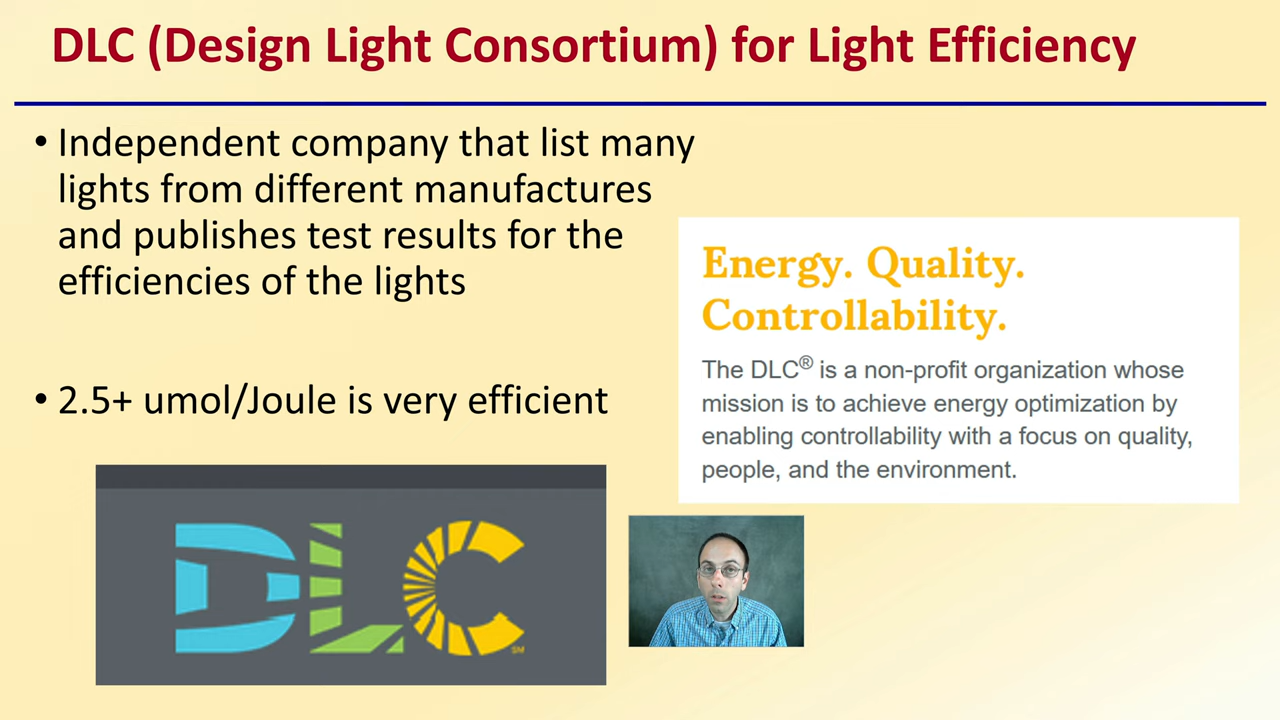 DLC (Design Light Consortium) for Light Efficiency
• Independent company that list many
lights from different manufactures
and publishes test results for the
efficiencies of the lights
• 2.5+ umol/Joule is very efficient
Energy. Quality.
Controllability.
The DLC® is a non-profit organization whose
mission is to achieve energy optimization by
enabling controllability with a focus on quality,
people, and the environment.
DLC SM